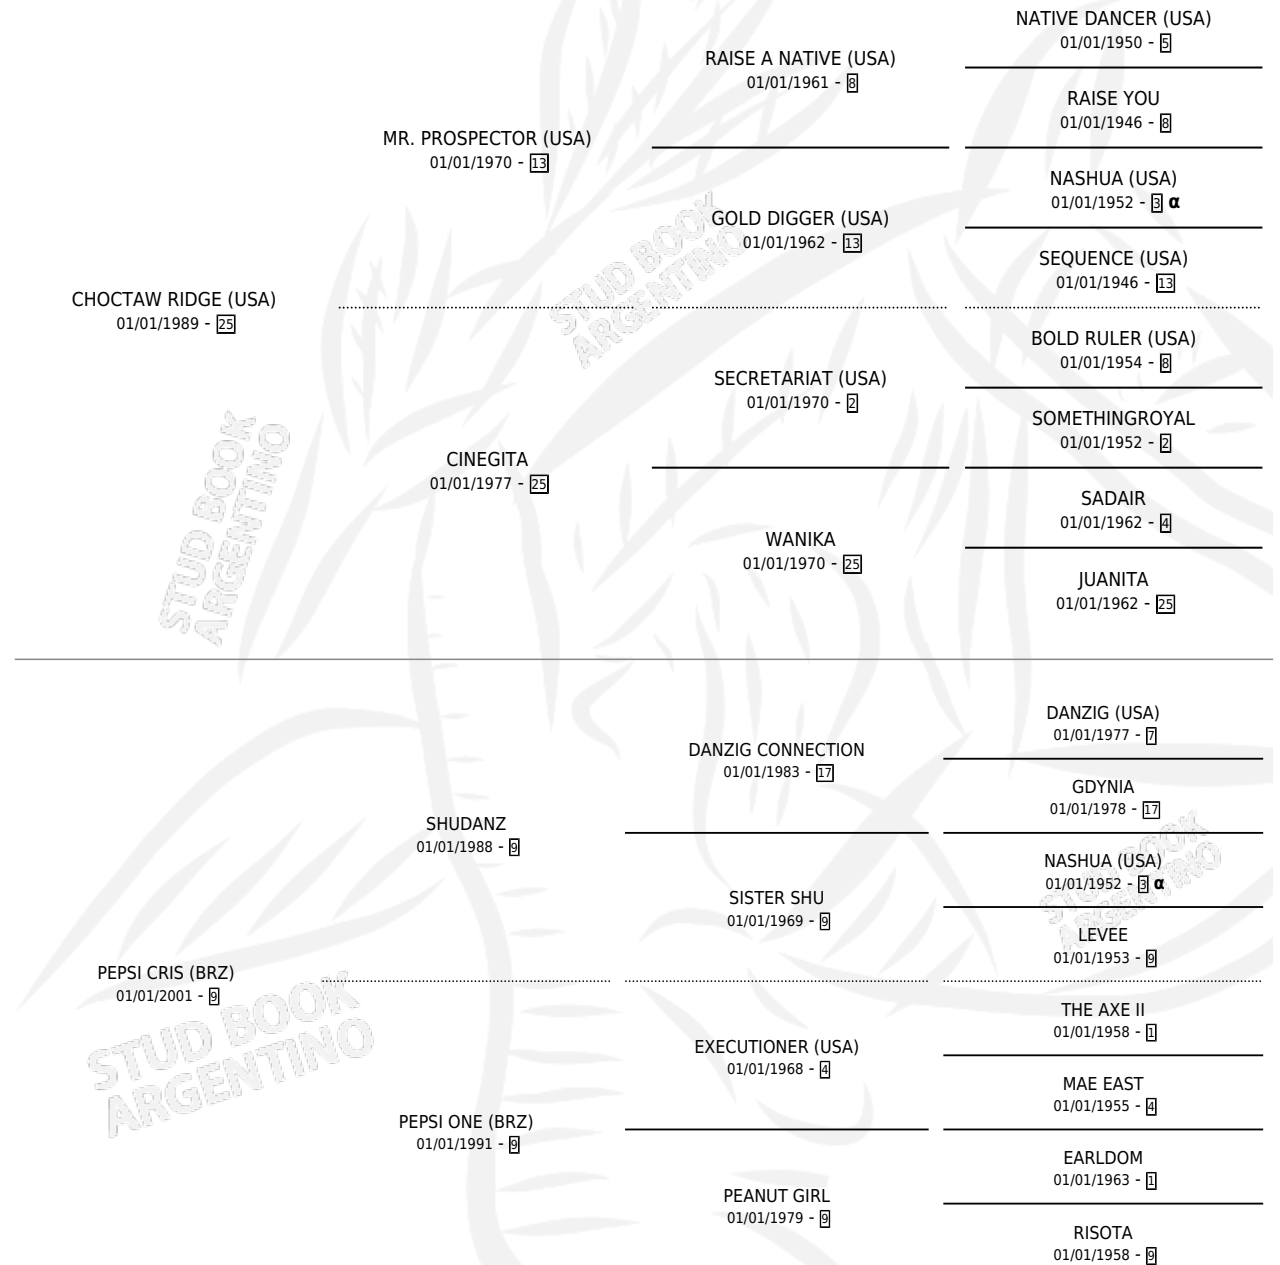 NATIVE DANCER (USA)
01/01/1950 - 5
RAISE A NATIVE (USA)
01/01/1961 - 8
RAISE YOU
01/01/1946 - 8
MR. PROSPECTOR (USA)
01/01/1970 - 13
NASHUA (USA)
01/01/1952 - 3 α
GOLD DIGGER (USA)
01/01/1962 - 13
SEQUENCE (USA)
01/01/1946 - 13
CHOCTAW RIDGE (USA)
01/01/1989 - 25
BOLD RULER (USA)
01/01/1954 - 8
SECRETARIAT (USA)
01/01/1970 - 2
SOMETHINGROYAL
01/01/1952 - 2
CINEGITA
01/01/1977 - 25
SADAIR
01/01/1962 - 4
WANIKA
01/01/1970 - 25
JUANITA
01/01/1962 - 25
STUD BOOK
ARGENTINO
STUD BOOK
ARGENTINO
DANZIG (USA)
01/01/1977 - 7
DANZIG CONNECTION
01/01/1983 - 17
GDYNIA
01/01/1978 - 17
SHUDANZ
01/01/1988 - 9
NASHUA (USA)
01/01/1952 - 3 α
SISTER SHU
01/01/1969 - 9
LEVEE
01/01/1953 - 9
STUD BOOK
ARGENTINO
PEPSI CRIS (BRZ)
01/01/2001 - 9
THE AXE II
01/01/1958 - 1
EXECUTIONER (USA)
01/01/1968 - 4
MAE EAST
01/01/1955 - 4
STUD BOOK
ARGENTINO
PEPSI ONE (BRZ)
01/01/1991 - 9
EARLDOM
01/01/1963 - 1
PEANUT GIRL
01/01/1979 - 9
RISOTA
01/01/1958 - 9